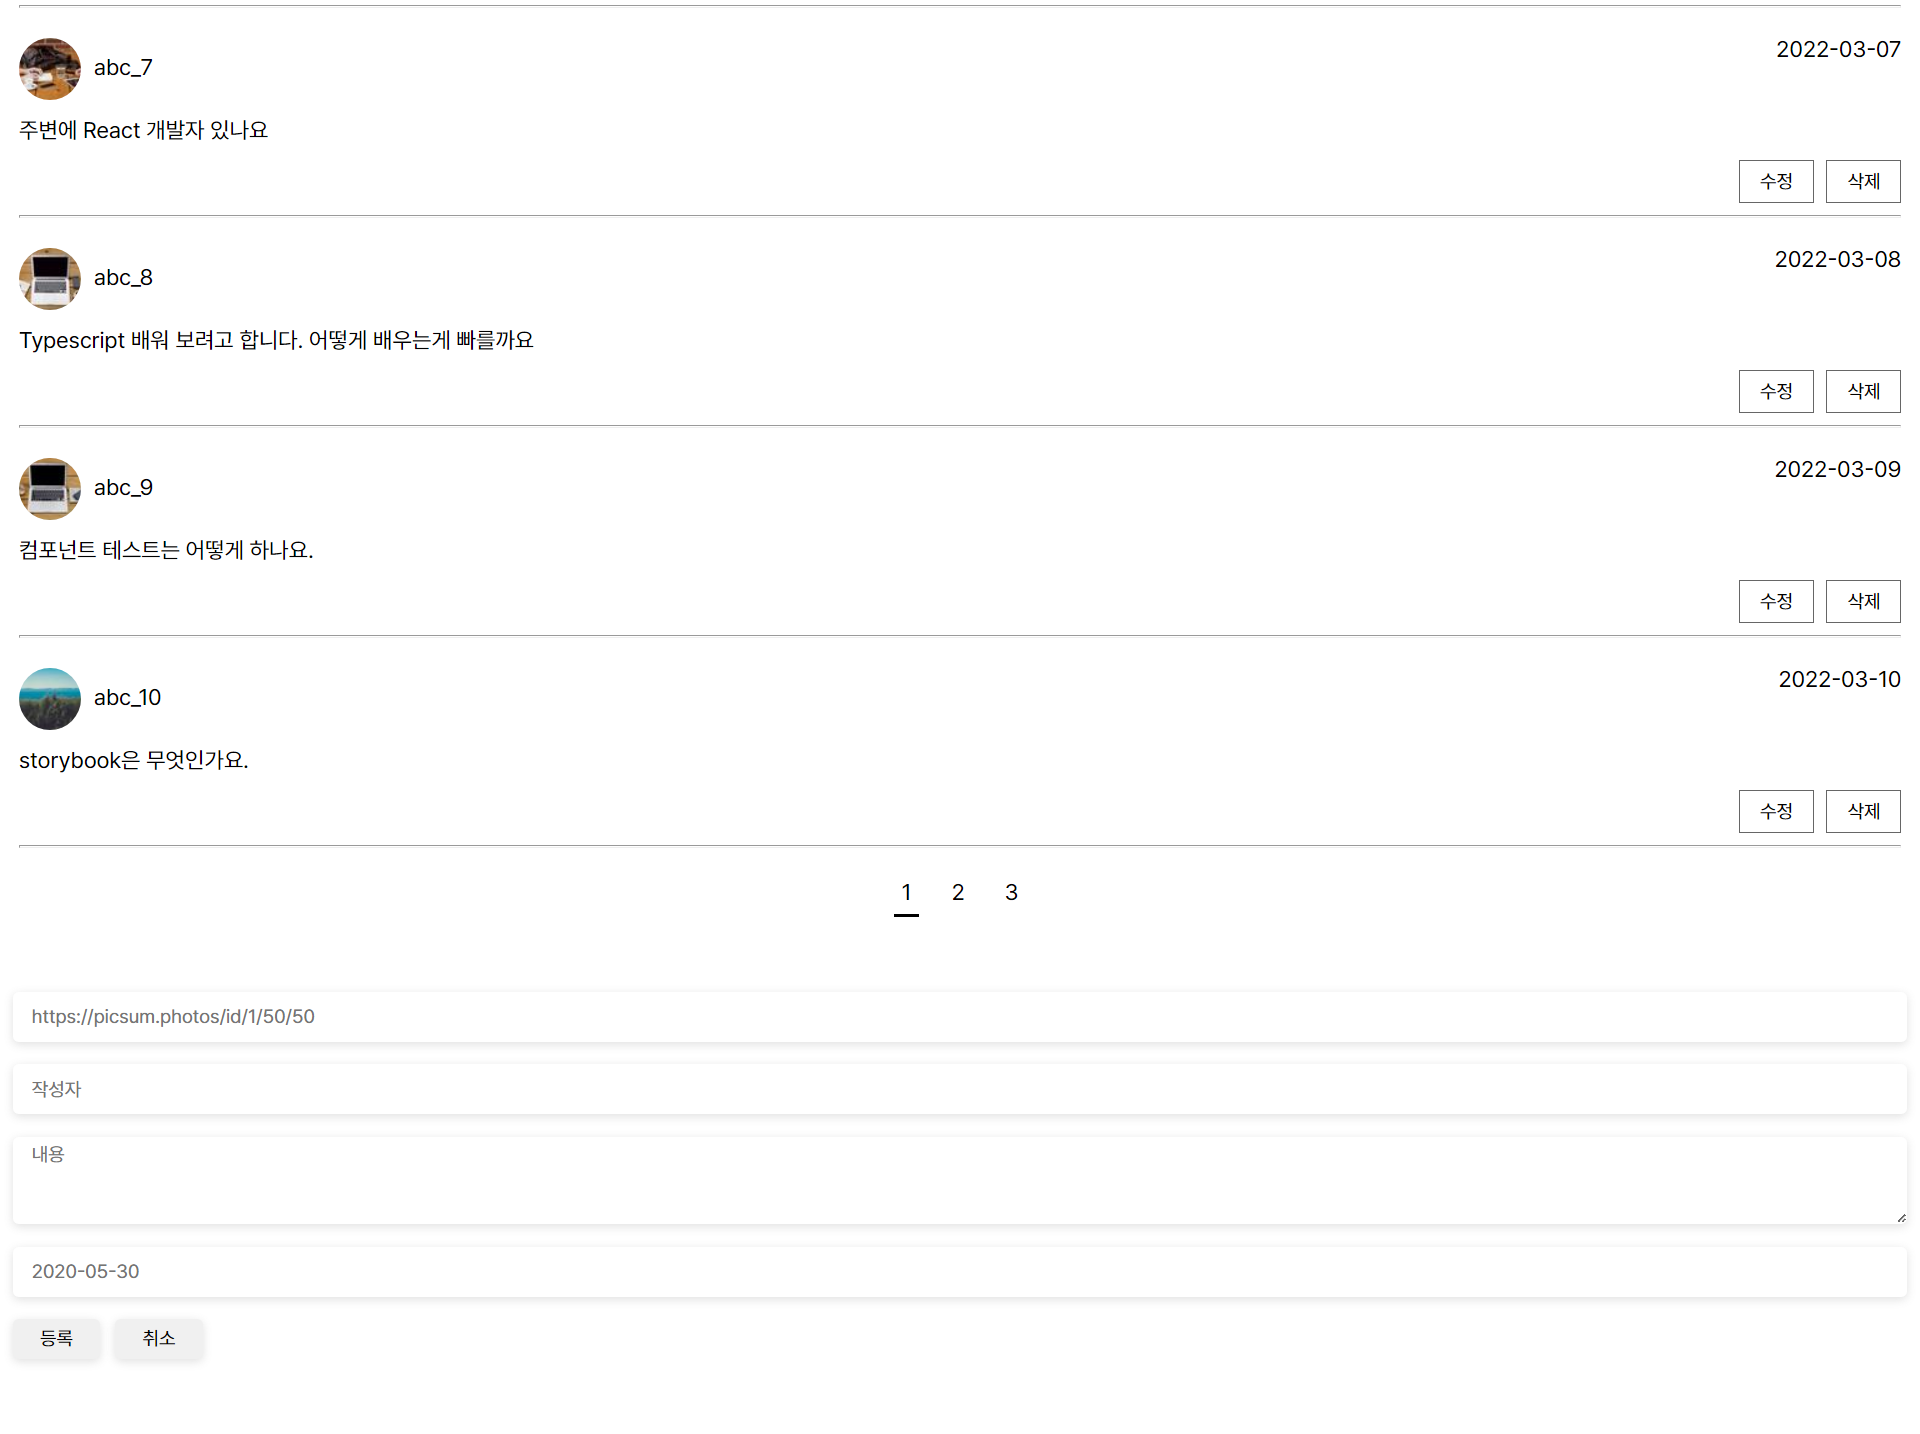 abc_7
2022-03-07
주변에 React 개발자 있나요
수정 삭제
abc_8
2022-03-08
Typescript 배워 보려고 합니다. 어떻게 배우는게 빠를까요
수정 삭제
abc_9
2022-03-09
컴포넌트 테스트는 어떻게 하나요.
수정 삭제
abc_10
2022-03-10
storybook은 무엇인가요.
수정 삭제
1 2 3
https://picsum.photos/id/1/50/50
작성자
내용
2020-05-30
등록 취소